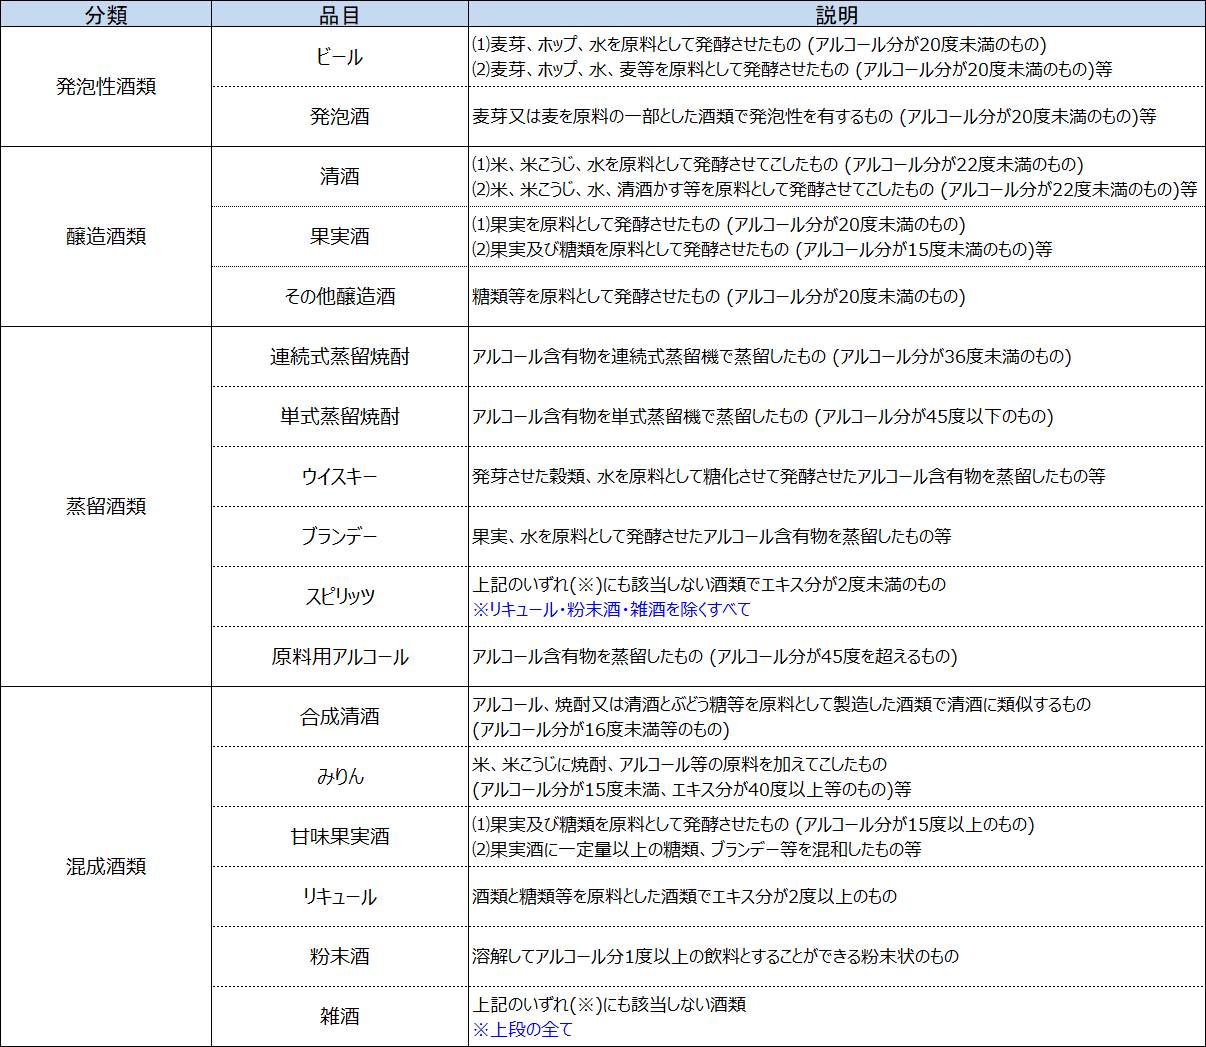 分類 品目 説明
発泡性酒類
ビール
⑴麦芽、ホップ、水を原料として発酵させたもの (アルコール分が20度未満のもの)
⑵麦芽、ホップ、水、麦等を原料として発酵させたもの (アルコール分が20度未満のもの)等
発泡酒
麦芽又は麦を原料の一部とした酒類で発泡性を有するもの (アルコール分が20度未満のもの)等
醸造酒類
清酒
⑴米、米こうじ、水を原料として発酵させてこしたもの (アルコール分が22度未満のもの)
⑵米、米こうじ、水、清酒かす等を原料として発酵させてこしたもの (アルコール分が22度未満のもの)等
果実酒
⑴果実を原料として発酵させたもの (アルコール分が20度未満のもの)
⑵果実及び糖類を原料として発酵させたもの (アルコール分が15度未満のもの)等
その他醸造酒
糖類等を原料として発酵させたもの (アルコール分が20度未満のもの)
蒸留酒類
連続式蒸留焼酎
アルコール含有物を連続式蒸留機で蒸留したもの (アルコール分が36度未満のもの)
単式蒸留焼酎
アルコール含有物を単式蒸留機で蒸留したもの (アルコール分が45度以下のもの)
ウイスキー
発芽させた穀類、水を原料として糖化させて発酵させたアルコール含有物を蒸留したもの等
ブランデー
果実、水を原料として発酵させたアルコール含有物を蒸留したもの等
スピリッツ
上記のいずれ(※)にも該当しない酒類でエキス分が2度未満のもの
※リキュール・粉末酒・雑酒を除くすべて
原料用アルコール
アルコール含有物を蒸留したもの (アルコール分が45度を超えるもの)
混成酒類
合成清酒
アルコール、焼酎又は清酒とぶどう糖等を原料として製造した酒類で清酒に類似するもの
(アルコール分が16度未満等のもの)
みりん
米、米こうじに焼酎、アルコール等の原料を加えてこしたもの
(アルコール分が15度未満、エキス分が40度以上等のもの)等
甘味果実酒
⑴果実及び糖類を原料として発酵させたもの (アルコール分が15度以上のもの)
⑵果実酒に一定量以上の糖類、ブランデー等を混和したもの等
リキュール
酒類と糖類等を原料とした酒類でエキス分が2度以上のもの
粉末酒
溶解してアルコール分1度以上の飲料とすることができる粉末状のもの
雑酒
上記のいずれ(※)にも該当しない酒類
※上段の全て